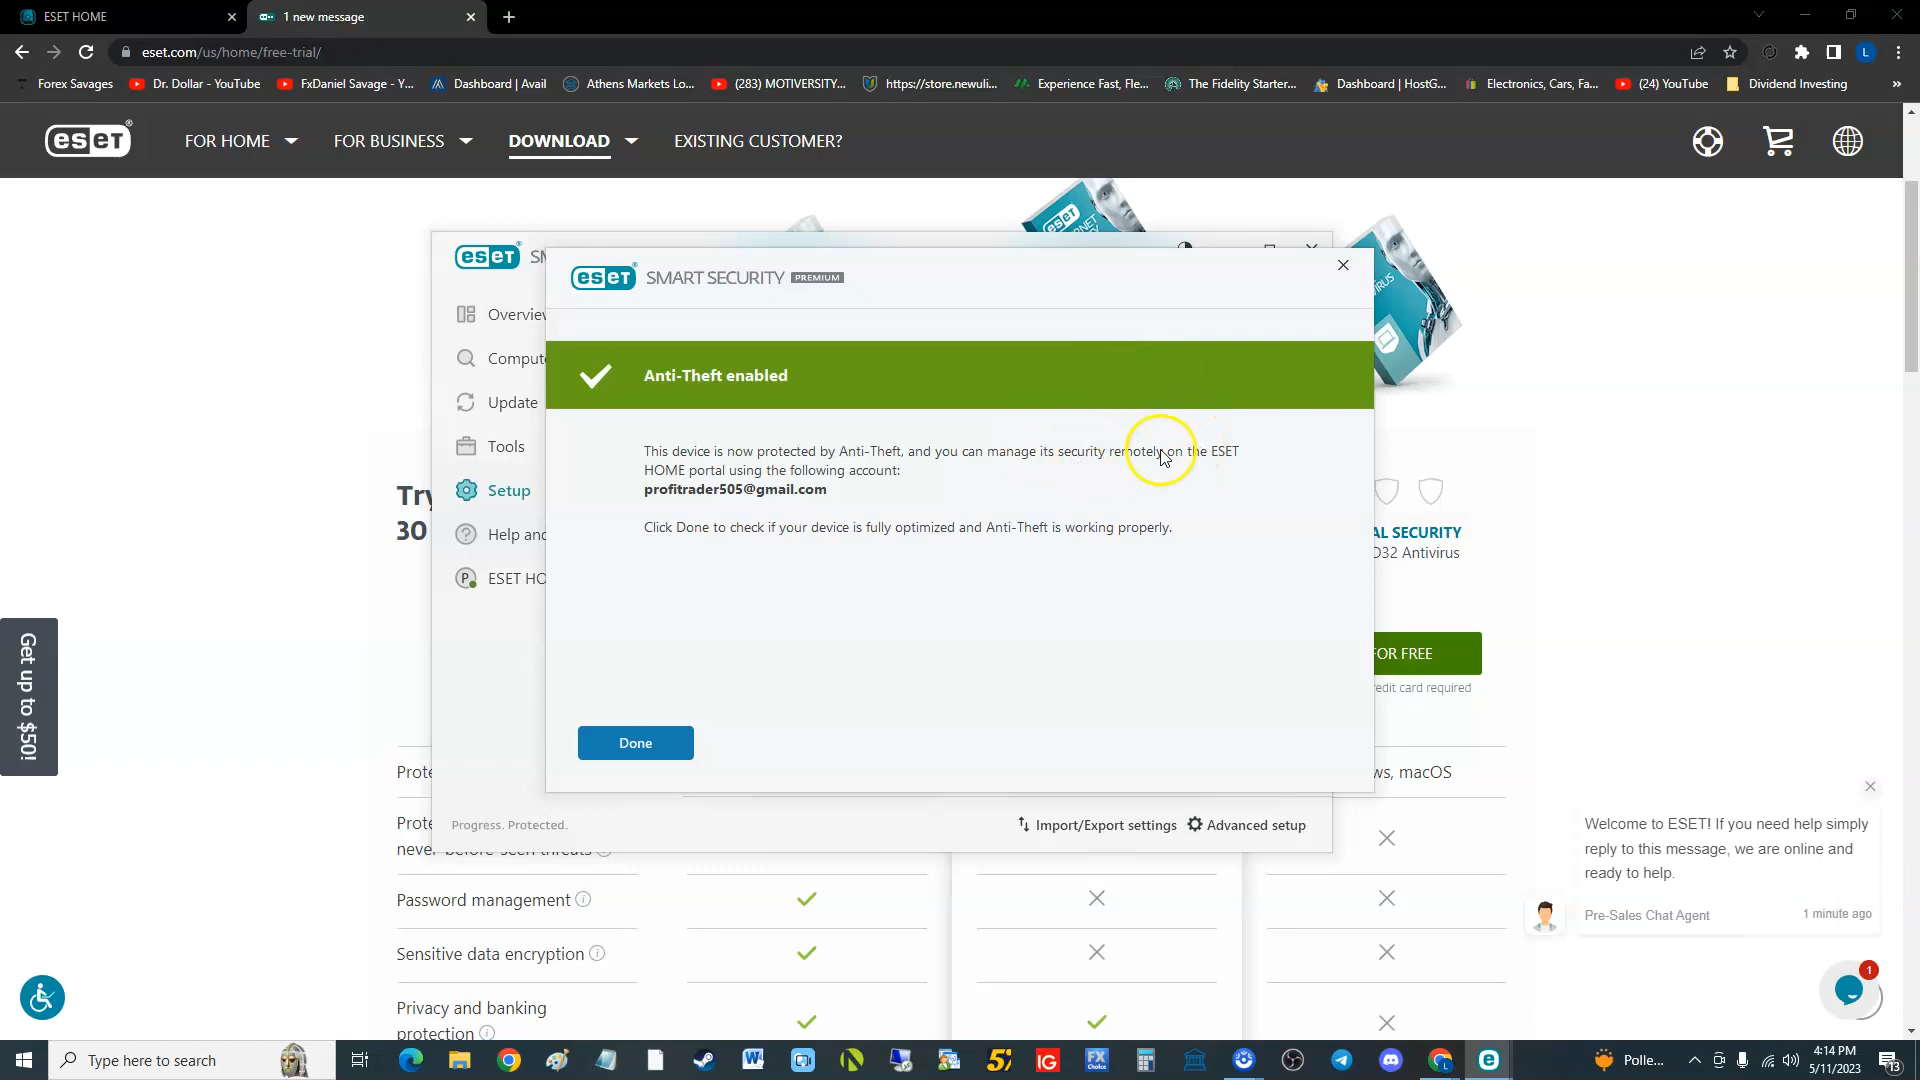 ESET HOME
1 new message
eset.com/us/home/free-trial/
L
Forex Savages
Dr. Dollar - YouTube
FxDaniel Savage - Y...
Dashboard | Avail
Athens Markets Lo...
(283) MOTIVERSITY...
https://store.newuli...
Experience Fast, Fle...
The Fidelity Starter...
Dashboard | HostG...
Electronics, Cars, Fa...
(24) YouTube
Dividend Investing
»
eseT
FOR HOME
FOR BUSINESS
DOWNLOAD
EXISTING CUSTOMER?
eseT SM
Overview
Compute
Update
Tools
Setup
Help and
P ESET HO
Progress. Protected.
Import/Export settings
Advanced setup
eseT SMART SECURITY PREMIUM
Anti-Theft enabled
This device is now protected by Anti-Theft, and you can manage its security remotely on the ESET
HOME portal using the following account:
profitrader505@gmail.com
Click Done to check if your device is fully optimized and Anti-Theft is working properly.
Done
Try
30
AL SECURITY
D32 Antivirus
FOR FREE
redit card required
Get up to $50!
Prote
ws, macOS
Prote
never-before-seen threats
Password management
Sensitive data encryption
Privacy and banking
protection
Welcome to ESET! If you need help simply
reply to this message, we are online and
ready to help.
Pre-Sales Chat Agent
1 minute ago
1
Type here to search
IG
FX
Choice
Polle...
4:14 PM
5/11/2023
13